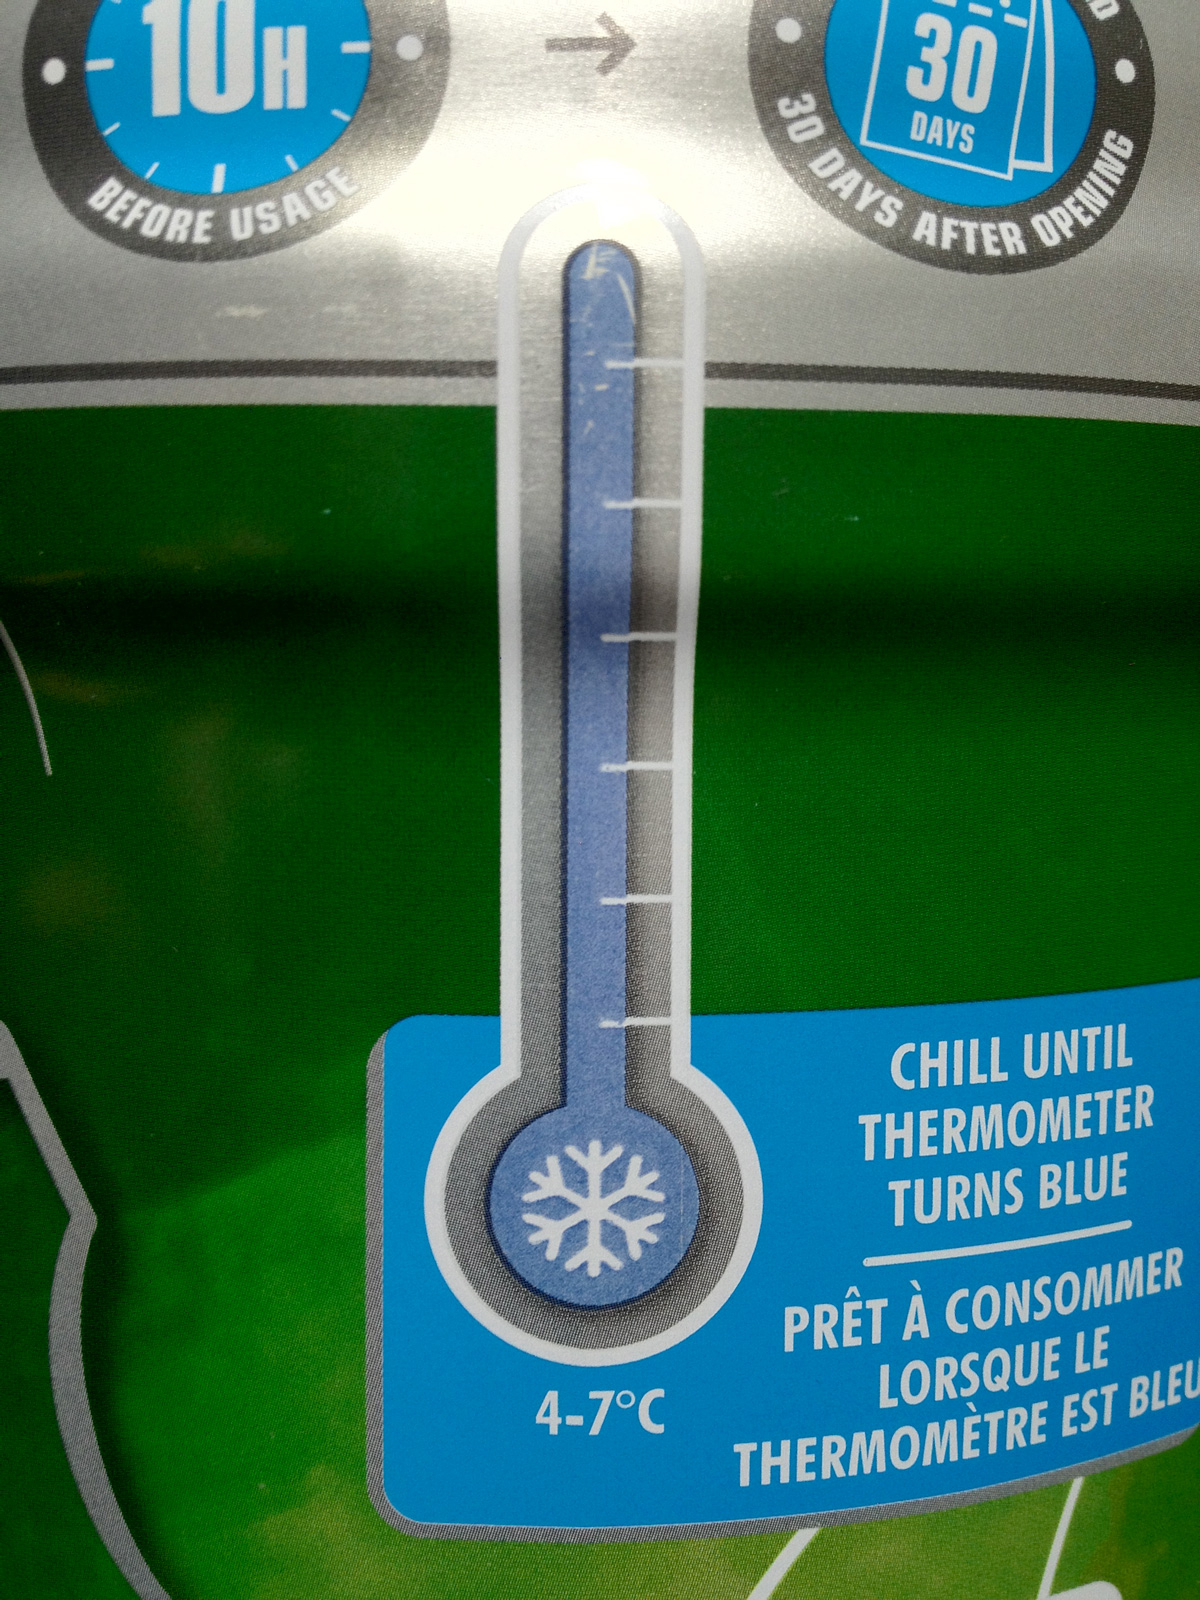 10H
BEFORE USAGE
30
DAYS
30 DAYS AFTER OPENING
CHILL UNTIL
THERMOMETER
TURNS BLUE
PRÊT À CONSOMMER
LORSQUE LE
THERMOMÈTRE EST BLEU
4-7°C